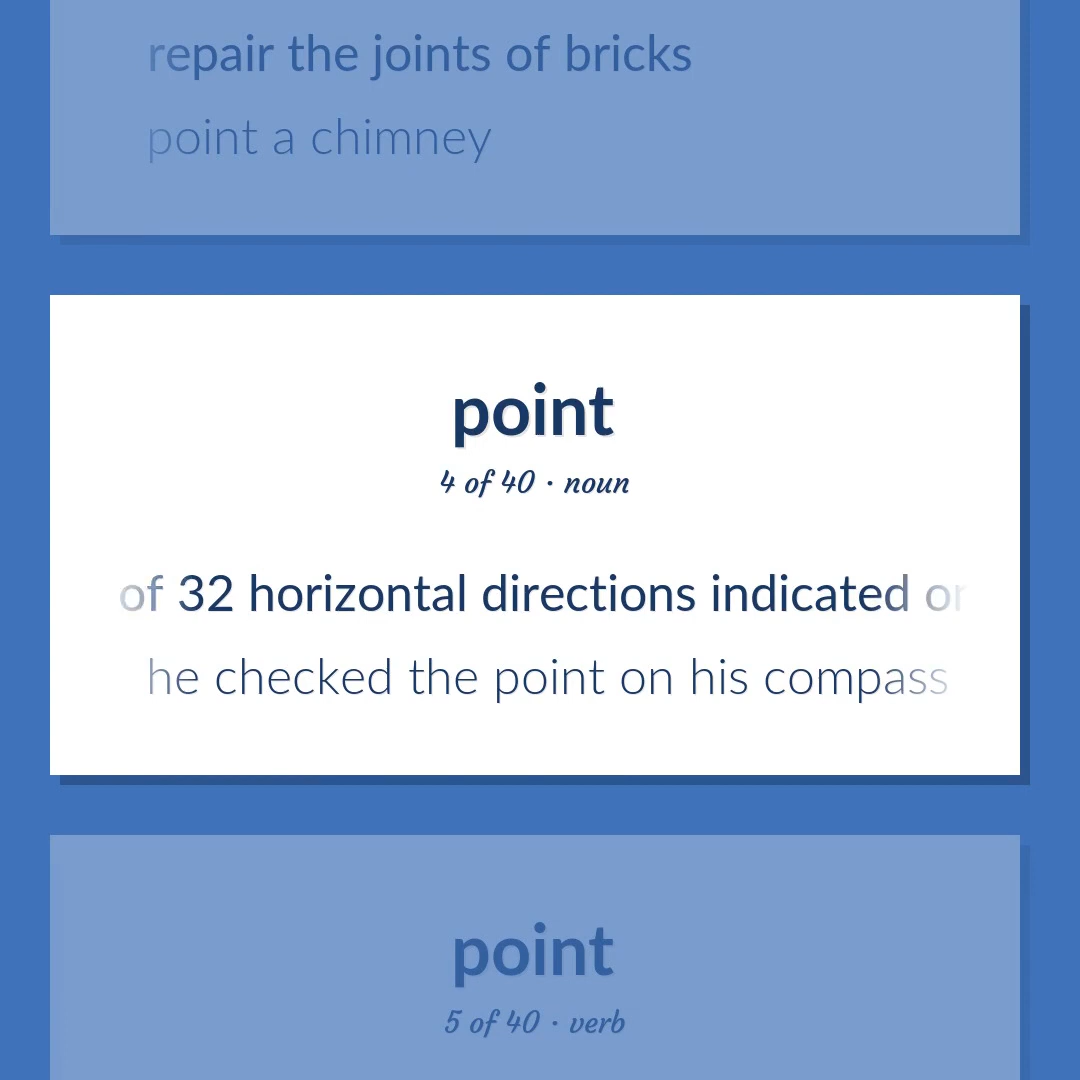 repair the joints of bricks
point a chimney
point
4 of 40 · noun
of 32 horizontal directions indicated
he checked the point on his compass
point
5 of 40 · verb